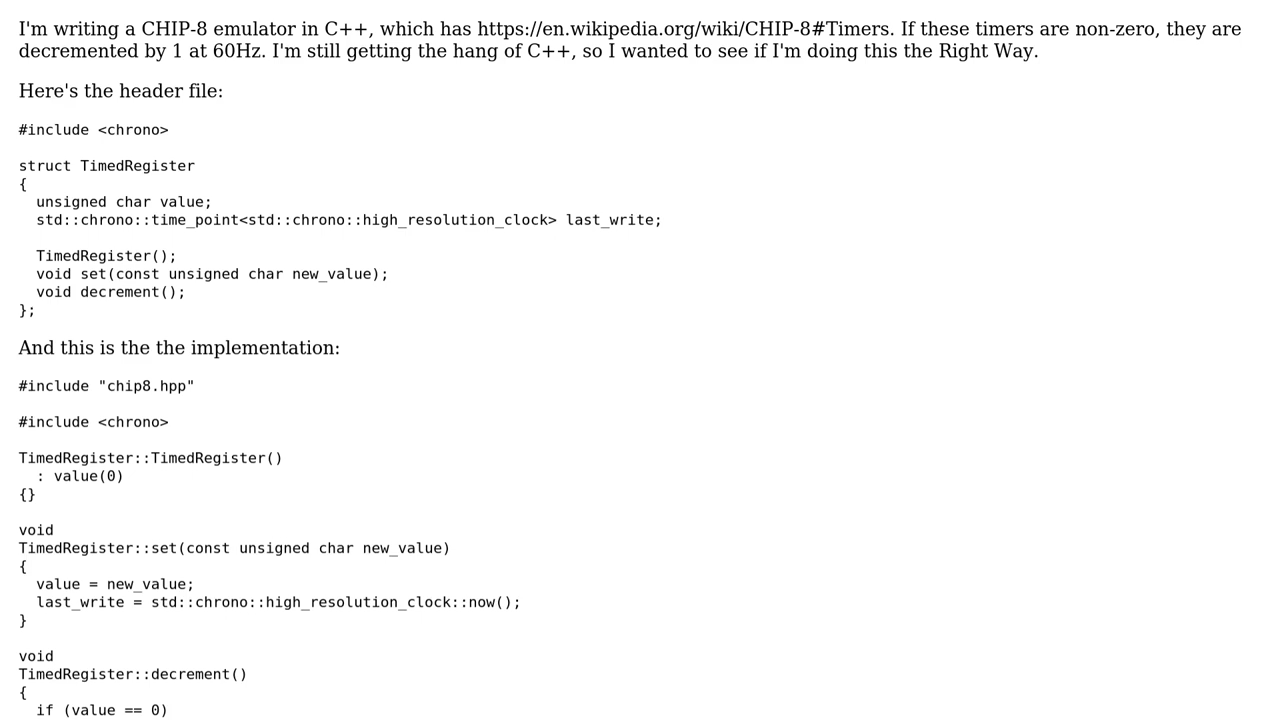 I'm writing a CHIP-8 emulator in C++, which has https://en.wikipedia.org/wiki/CHIP-8#Timers. If these timers are non-zero, they are
decremented by 1 at 60Hz. I'm still getting the hang of C++, so I wanted to see if I'm doing this the Right Way.
Here's the header file:
#include <chrono>
struct TimedRegister
{
  unsigned char value;
  std::chrono::time_point<std::chrono::high_resolution_clock> last_write;
  TimedRegister();
  void set(const unsigned char new_value);
  void decrement();
};
And this is the the implementation:
#include "chip8.hpp"
#include <chrono>
TimedRegister::TimedRegister()
  : value(0)
{}
void
TimedRegister::set(const unsigned char new_value)
{
  value = new_value;
  last_write = std::chrono::high_resolution_clock::now();
}
void
TimedRegister::decrement()
{
  if (value == 0)